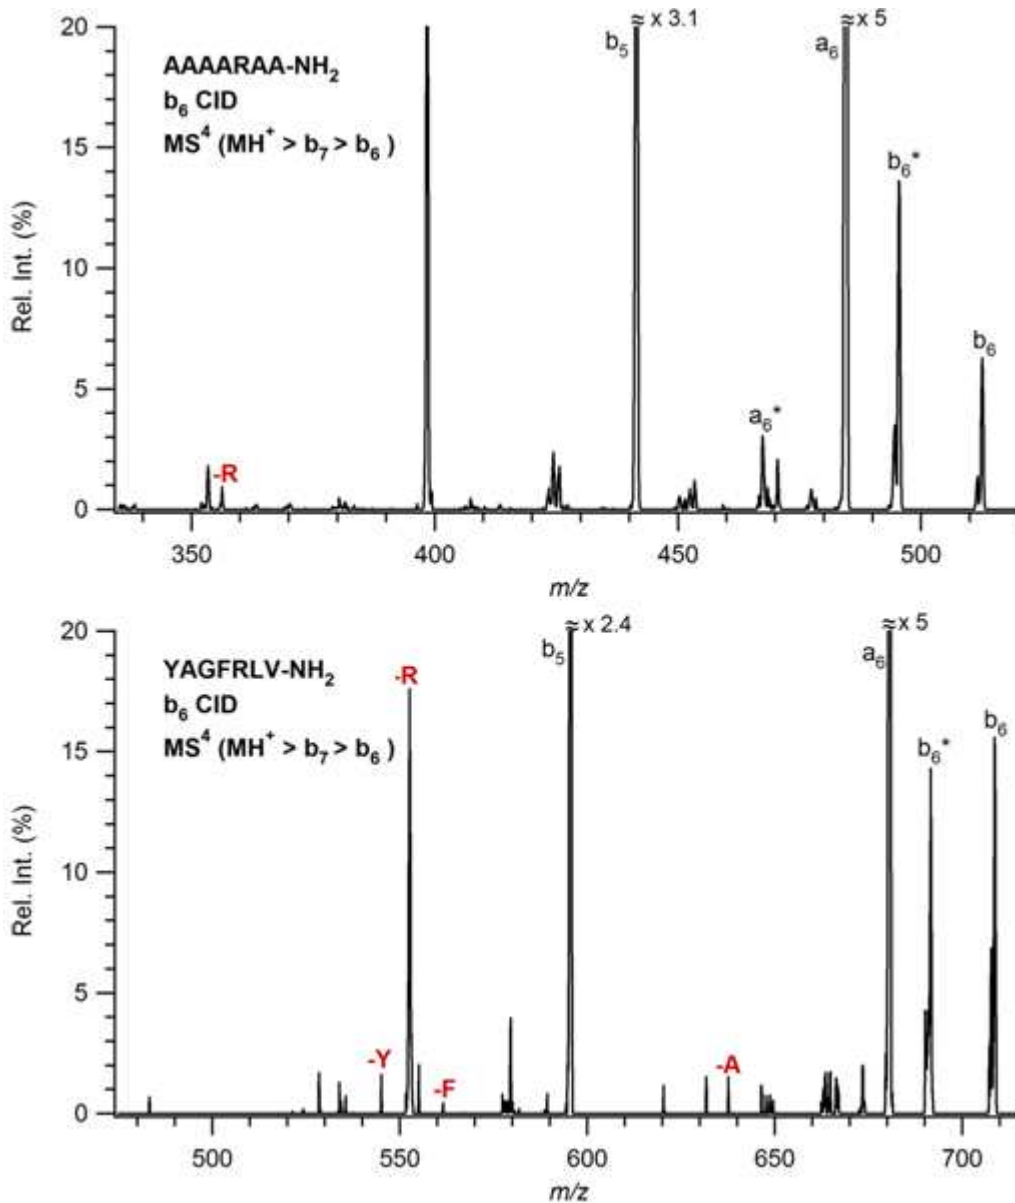 ≈ x 3.1
≈ x 5
20
b₅
a₆
AAAARAA-NH₂
b₆ CID
MS⁴ (MH⁺ > b₇ > b₆ )
15
b₆*
Rel. Int. (%)
10
b₆
5
a₆*
-R
0
350
400
450
500
m/z
≈ x 2.4
≈ x 5
20
b₅
a₆
YAGFRLV-NH₂
-R
b₆ CID
b₆
MS⁴ (MH⁺ > b₇ > b₆ )
b₆*
15
Rel. Int. (%)
10
5
-Y
-F
-A
0
500
550
600
650
700
m/z